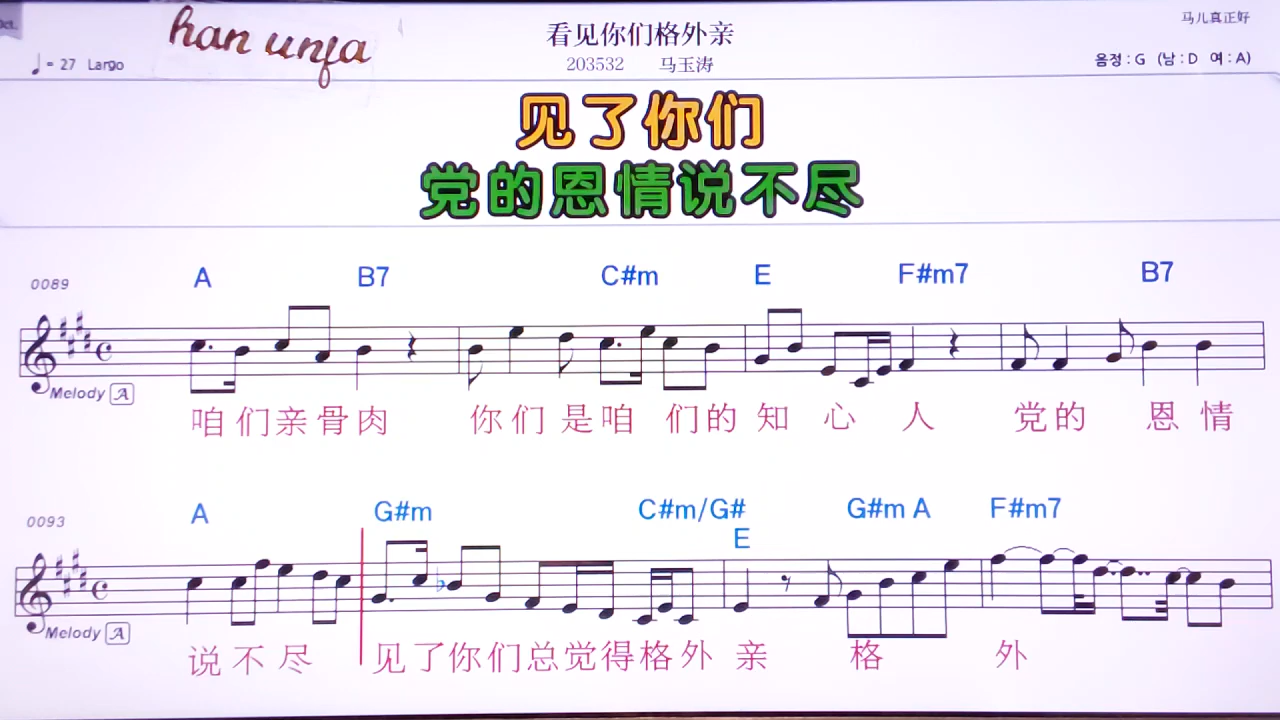 han unfa
看见你们格外亲
马儿真正好
♩= 27 Largo
203532 马玉涛
음정 : G (남 : D 여 : A)
见了你们
党的恩情说不尽
0089
A B7 C#m E F#m7 B7
Melody A
咱们亲骨肉 你们是咱们的知心人 党的恩情
0093
A G#m C#m/G# G#m A F#m7
E
Melody A
说不尽 见了你们总觉得格外亲 格 外